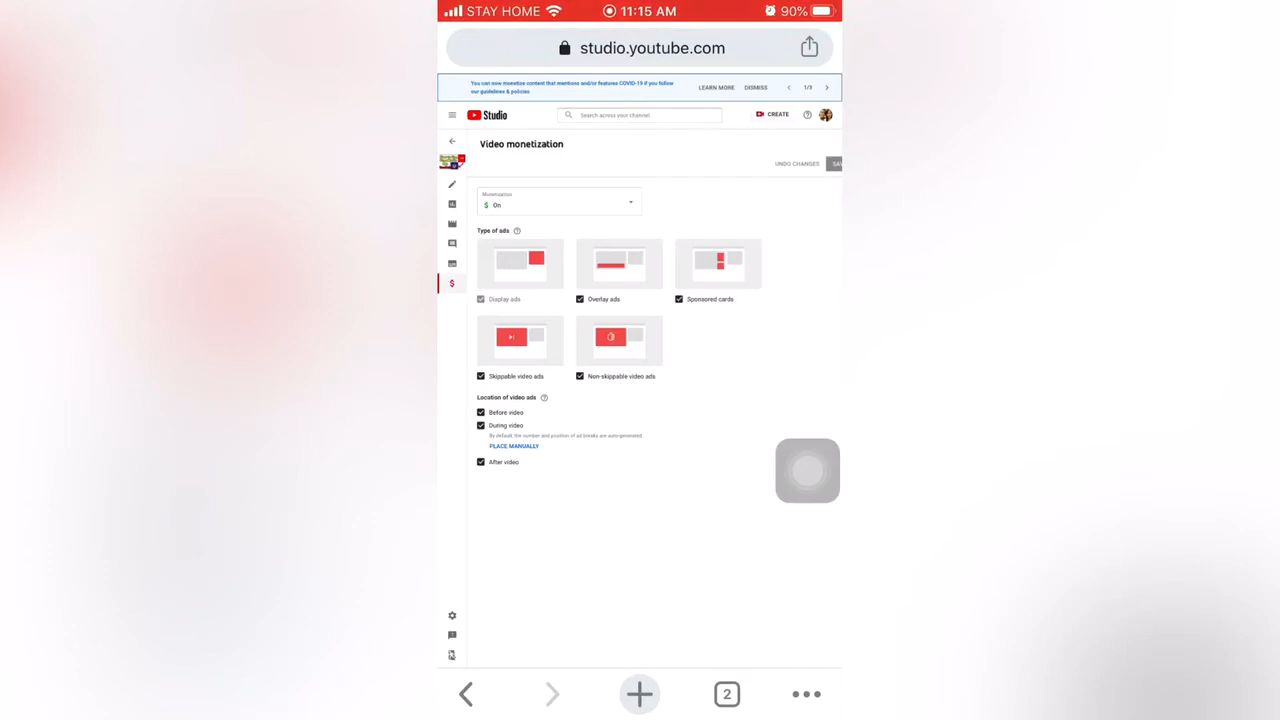 STAY HOME 11:15 AM 90%
studio.youtube.com
You can now monetize content that mentions and/or features COVID-19 if you follow
our guidelines & policies
LEARN MORE DISMISS 1/3
Studio Search across your channel CREATE
Video monetization
UNDO CHANGES SAV
Monetization
$ On
Type of ads
Display ads Overlay ads Sponsored cards
Skippable video ads Non-skippable video ads
Location of video ads
Before video
During video
By default, the number and position of ad breaks are auto-generated.
PLACE MANUALLY
After video
2